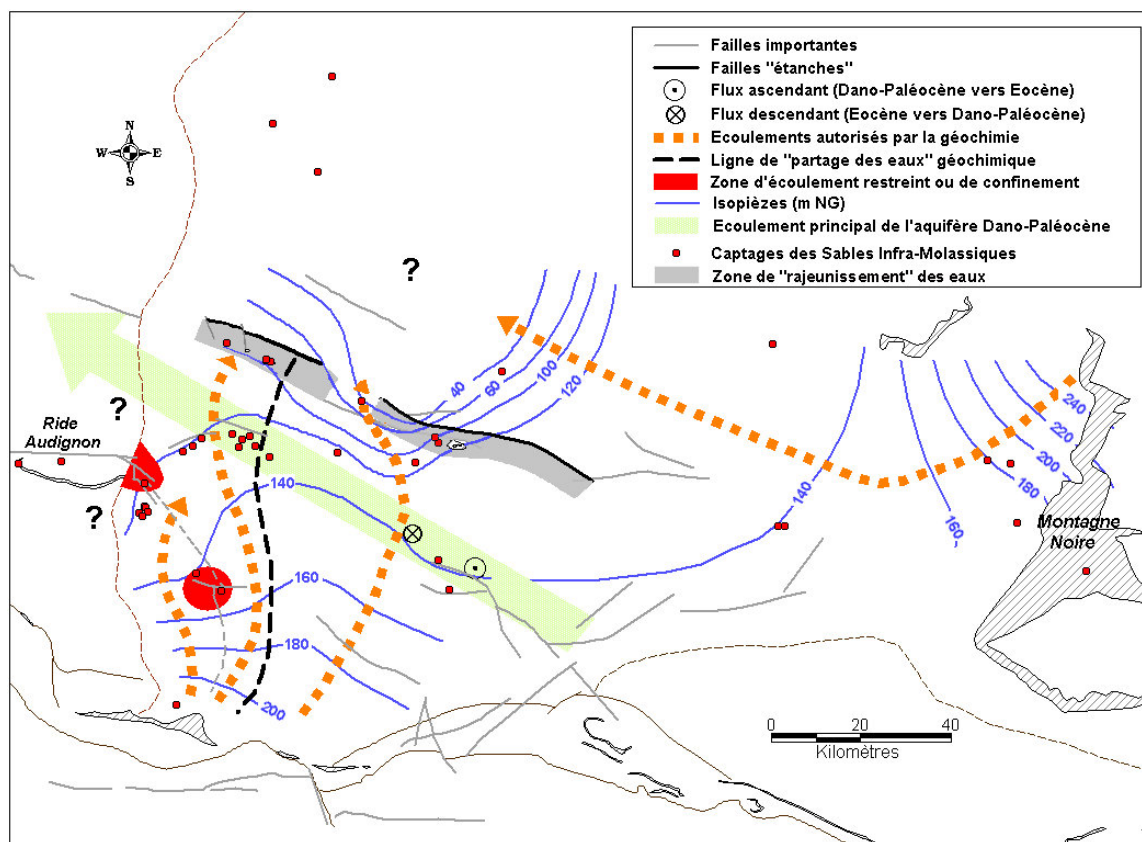 Failles importantes
Failles "étanches"
Flux ascendant (Dano-Paléocène vers Eocène)
Flux descendant (Eocène vers Dano-Paléocène)
Ecoulements autorisés par la géochimie
Ligne de "partage des eaux" géochimique
Zone d'écoulement restreint ou de confinement
Isopièzes (m NG)
Ecoulement principal de l'aquifère Dano-Paléocène
Captages des Sables Infra-Molassiques
Zone de "rajeunissement" des eaux
N
W E
S
?
40
60
100
120
240
220
200
180
160
140
?
Ride
Audignon
?
140
160
180
200
Montagne
Noire
0 20 40
Kilomètres